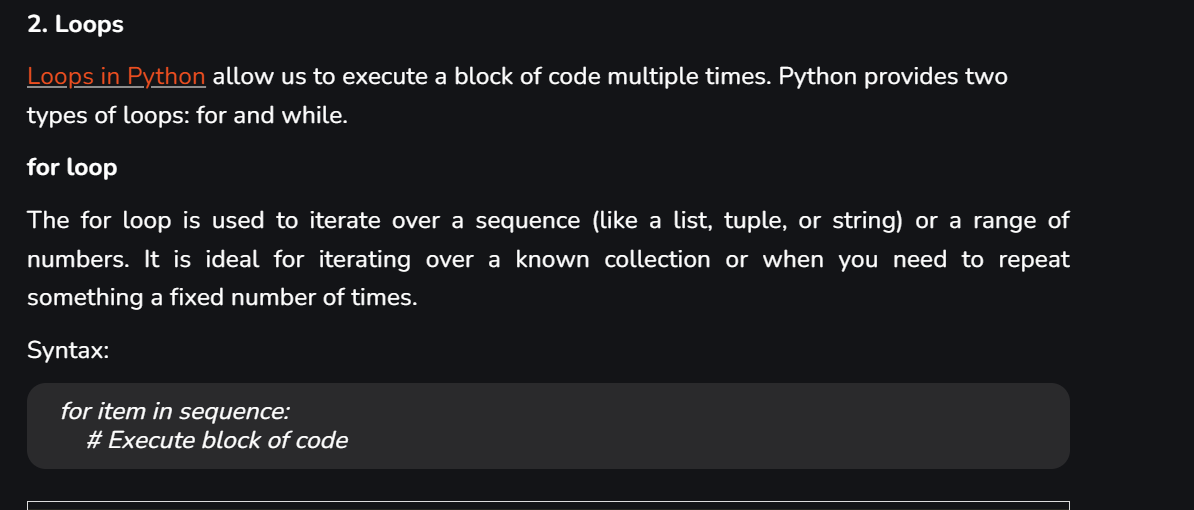 2. Loops
Loops in Python allow us to execute a block of code multiple times. Python provides two
types of loops: for and while.
for loop
The for loop is used to iterate over a sequence (like a list, tuple, or string) or a range of
numbers. It is ideal for iterating over a known collection or when you need to repeat
something a fixed number of times.
Syntax:
for item in sequence:
# Execute block of code